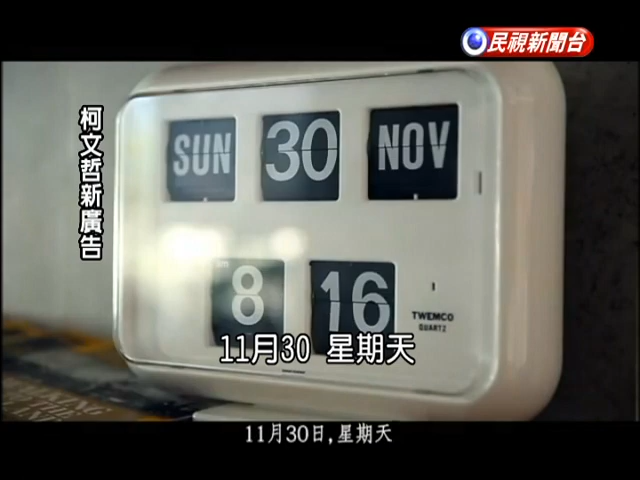 民視新聞台
柯文哲新廣告
SUN 30 NOV
8 16
TWEMCO
QUARTZ
11月30 星期天
11月30日,星期天